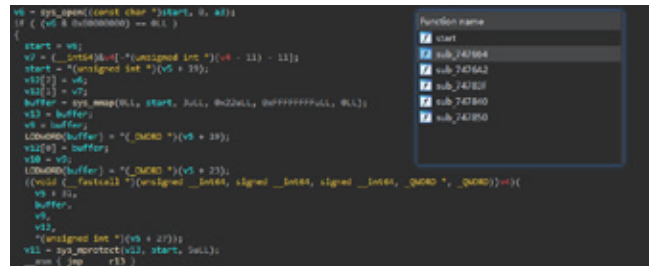 v6 = sys_open((const char *)start, 0, a3);
if ( (v6 & 0x80000000) == 0LL )
{
start = v6;
v7 = (__int64)&v4[-*(unsigned int *)(v4 - 11) - 11];
start = *(unsigned int *)(v5 + 19);
v12[2] = v6;
v12[1] = v7;
buffer = sys_mmap(0LL, start, 3uLL, 0x22uLL, 0xFFFFFFFFuLL, 0LL);
v13 = buffer;
v9 = buffer;
LODWORD(buffer) = *(_DWORD *)(v5 + 19);
v12[0] = buffer;
v10 = v9;
LODWORD(buffer) = *(_DWORD *)(v5 + 23);
((void (__fastcall *)(unsigned __int64, signed __int64, signed __int64, _QWORD *, _QWORD))v4)(
v5 + 31,
buffer,
v9,
v12,
*(unsigned int *)(v5 + 27));
v11 = sys_mprotect(v13, start, 5uLL);
__asm { jmp r13 }
Function name
start
sub_747664
sub_7476A2
sub_74782F
sub_747840
sub_747850